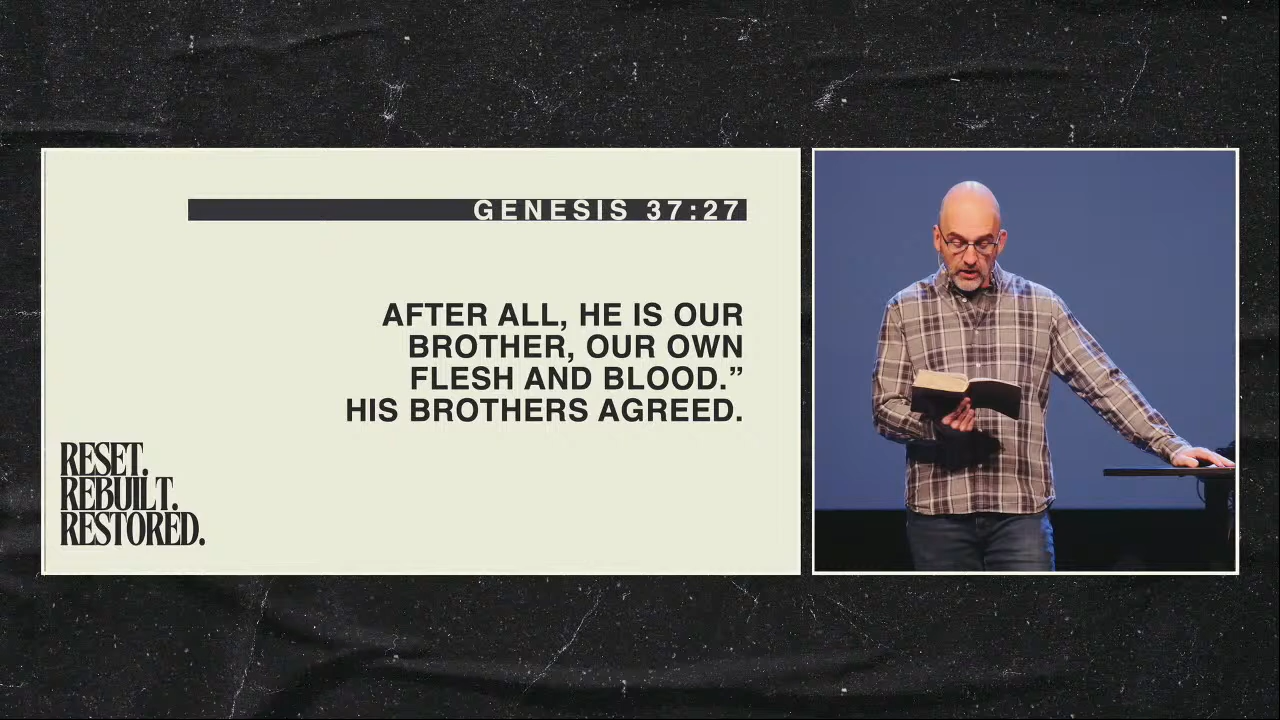 GENESIS 37:27
AFTER ALL, HE IS OUR
BROTHER, OUR OWN
FLESH AND BLOOD.”
HIS BROTHERS AGREED.
RESET.
REBUILT.
RESTORED.